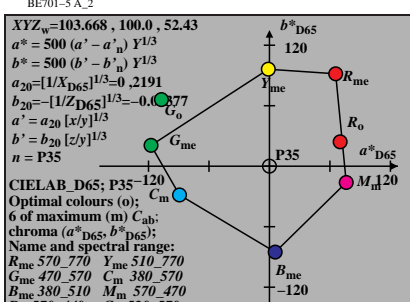 BE701-5 A_2
XYZw=103.668 , 100.0 , 52.43
a* = 500 (a' – a'n) Y1/3
b* = 500 (b' – b'n) Y1/3
a20=[1/XD65]1/3=0 ,2191
b20=–[1/ZD65]1/3=–0.0
a' = a20 [x/y]1/3
b' = b20 [z/y]1/3
n = P35
CIELAB_D65; P35
Optimal colours (o);
6 of maximum (m) Cab;
chroma (a*D65, b*D65);
Name and spectral range:
Rme 570_770 Yme 510_770
Gme 470_570 Cm 380_570
Bme 380_510 Mm 570_470
b*D65
120
Yme
Rme
Go
Ro
Gme
P35
a*D65
–120
Mm
120
Cm
Bme
–120